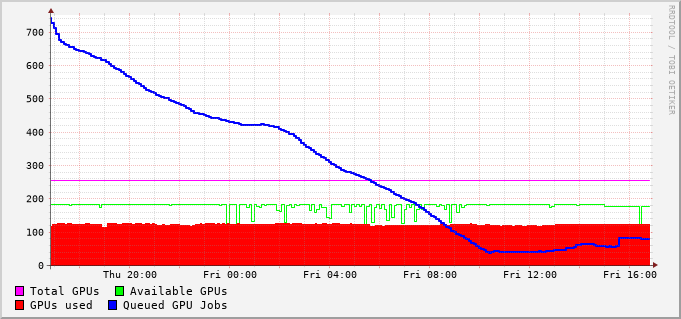 700
600
500
400
300
200
100
0
Thu 20:00 Fri 00:00 Fri 04:00 Fri 08:00 Fri 12:00 Fri 16:00
Total GPUs Available GPUs
GPUs used Queued GPU Jobs
RRDTOOL / TOBI OETIKER